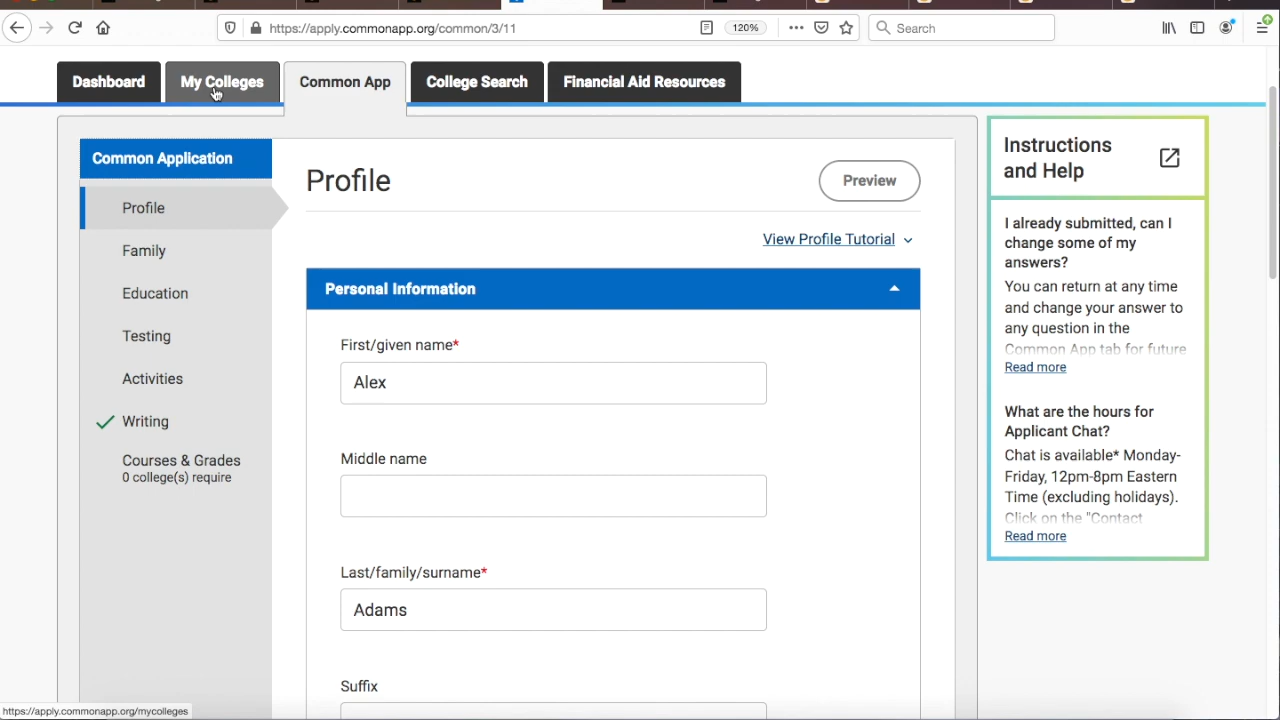 https://apply.commonapp.org/common/3/11
120%
Search
Dashboard
My Colleges
Common App
College Search
Financial Aid Resources
Common Application
Profile
Family
Education
Testing
Activities
Writing
Courses & Grades
0 college(s) require
Profile
Preview
View Profile Tutorial
Personal Information
First/given name*
Alex
Middle name
Last/family/surname*
Adams
Suffix
Instructions
and Help
I already submitted, can I
change some of my
answers?
You can return at any time
and change your answer to
any question in the
Common App tab for future
Read more
What are the hours for
Applicant Chat?
Chat is available* Monday-
Friday, 12pm-8pm Eastern
Time (excluding holidays).
Click on the "Contact
Read more
https://apply.commonapp.org/mycolleges